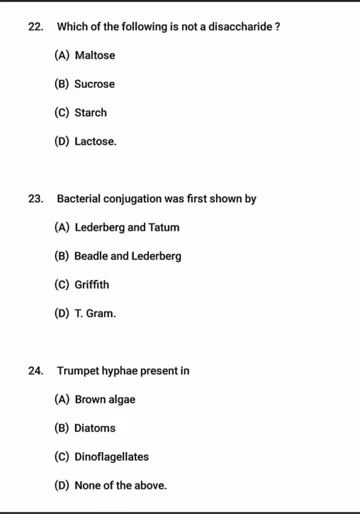 22. Which of the following is not a disaccharide ?
(A) Maltose
(B) Sucrose
(C) Starch
(D) Lactose.
23. Bacterial conjugation was first shown by
(A) Lederberg and Tatum
(B) Beadle and Lederberg
(C) Griffith
(D) T. Gram.
24. Trumpet hyphae present in
(A) Brown algae
(B) Diatoms
(C) Dinoflagellates
(D) None of the above.